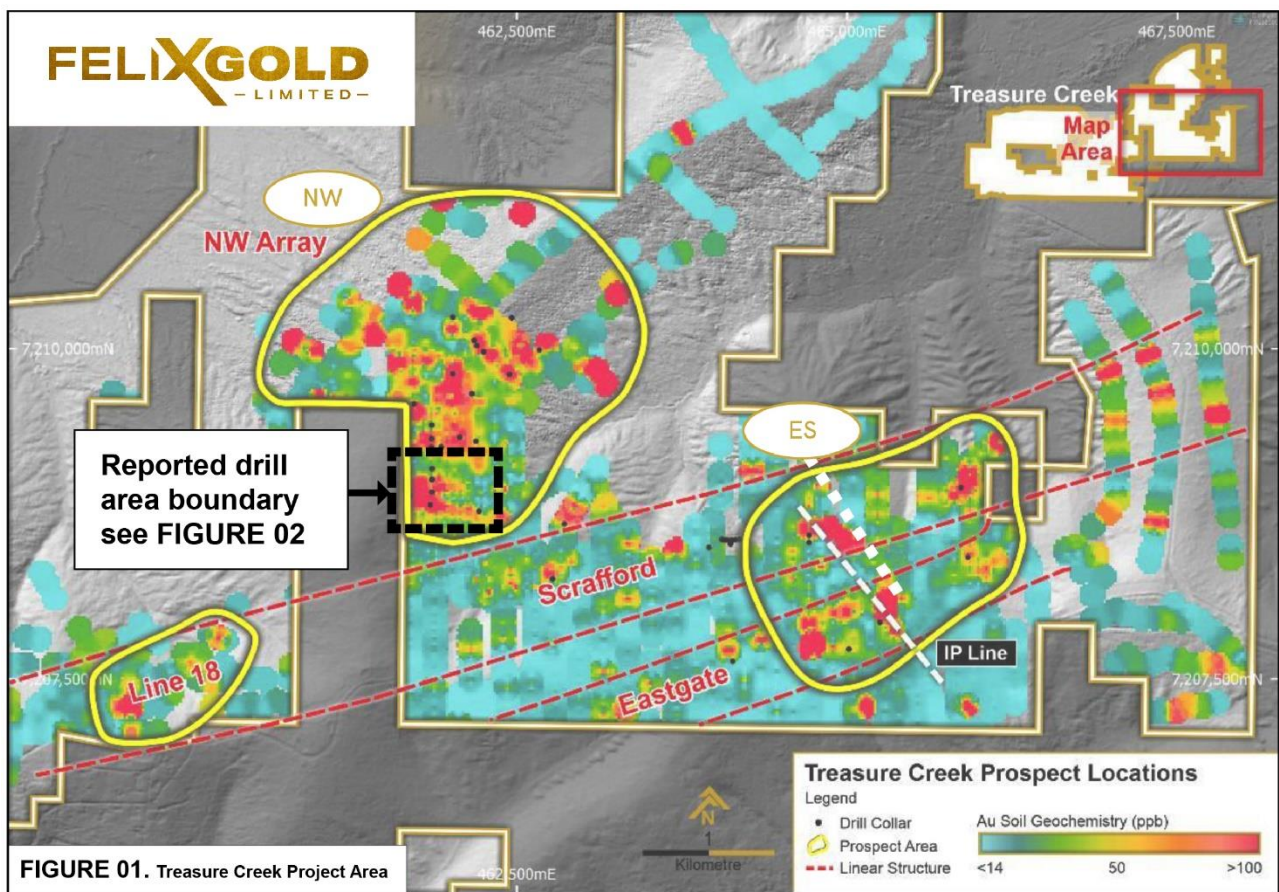 FELIXGOLD
LIMITED
462,500mE
465,000mE
467,500mE
Treasure Creek
Map
Area
NW
NW Array
7,210,000mN
7,210,000mN
ES
Reported drill
area boundary
see FIGURE 02
Scrafford
IP Line
Line 18
Eastgate
7,207,500mN
7,207,500mN
N
1
Kilometre
Treasure Creek Prospect Locations
Legend
Drill Collar
Prospect Area
Linear Structure
Au Soil Geochemistry (ppb)
<14 50 >100
462,500mE
FIGURE 01. Treasure Creek Project Area